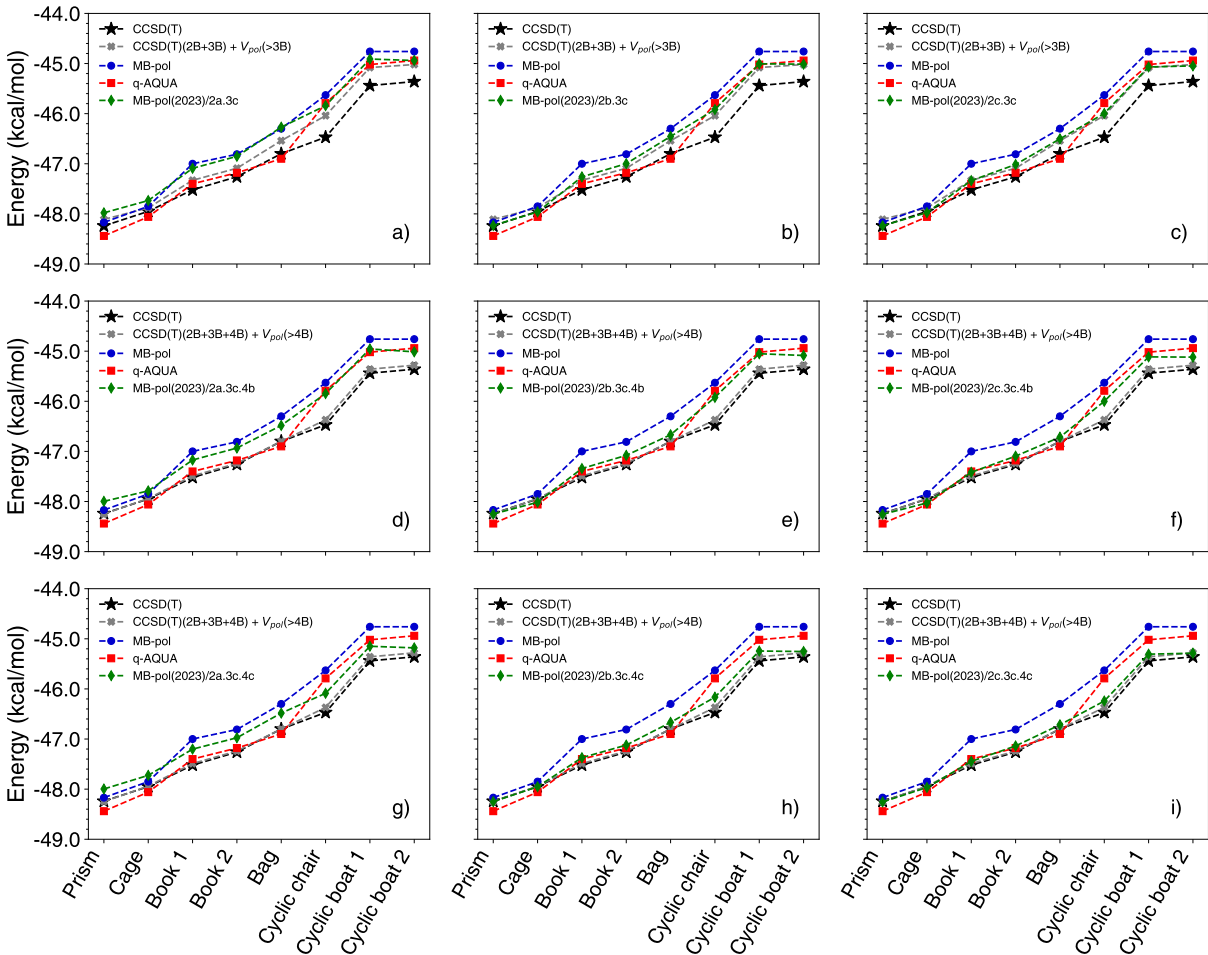 -44.0
-45.0
-46.0
-47.0
-48.0
-49.0
Energy (kcal/mol)
CCSD(T)
CCSD(T)(2B+3B) + V_pol(>3B)
MB-pol
q-AQUA
MB-pol(2023)/2a.3c
a)
CCSD(T)
CCSD(T)(2B+3B) + V_pol(>3B)
MB-pol
q-AQUA
MB-pol(2023)/2b.3c
b)
CCSD(T)
CCSD(T)(2B+3B) + V_pol(>3B)
MB-pol
q-AQUA
MB-pol(2023)/2c.3c
c)
-44.0
-45.0
-46.0
-47.0
-48.0
-49.0
Energy (kcal/mol)
CCSD(T)
CCSD(T)(2B+3B+4B) + V_pol(>4B)
MB-pol
q-AQUA
MB-pol(2023)/2a.3c.4b
d)
CCSD(T)
CCSD(T)(2B+3B+4B) + V_pol(>4B)
MB-pol
q-AQUA
MB-pol(2023)/2b.3c.4b
e)
CCSD(T)
CCSD(T)(2B+3B+4B) + V_pol(>4B)
MB-pol
q-AQUA
MB-pol(2023)/2c.3c.4b
f)
-44.0
-45.0
-46.0
-47.0
-48.0
-49.0
Energy (kcal/mol)
CCSD(T)
CCSD(T)(2B+3B+4B) + V_pol(>4B)
MB-pol
q-AQUA
MB-pol(2023)/2a.3c.4c
g)
CCSD(T)
CCSD(T)(2B+3B+4B) + V_pol(>4B)
MB-pol
q-AQUA
MB-pol(2023)/2b.3c.4c
h)
CCSD(T)
CCSD(T)(2B+3B+4B) + V_pol(>4B)
MB-pol
q-AQUA
MB-pol(2023)/2c.3c.4c
i)
Prism
Cage
Book 1
Book 2
Bag
Cyclic chair
Cyclic boat 1
Cyclic boat 2
Prism
Cage
Book 1
Book 2
Bag
Cyclic chair
Cyclic boat 1
Cyclic boat 2
Prism
Cage
Book 1
Book 2
Bag
Cyclic chair
Cyclic boat 1
Cyclic boat 2